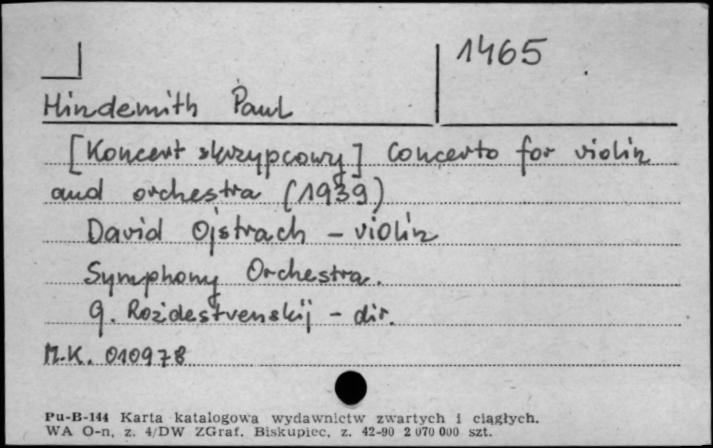 1465
Hindemith Paul
[Koncert skrzypcowy] Concerto for violin
and orchestra (1939)
David Ojstrach - violin
Symphony Orchestra.
G. Rożdestvenskij - dir.
M.K. 010978
Pu-B-144 Karta katalogowa wydawnictw zwartych i ciągłych.
WA O-n, z. 4/DW ZGraf. Biskupiec, z. 42-90 2 070 000 szt.